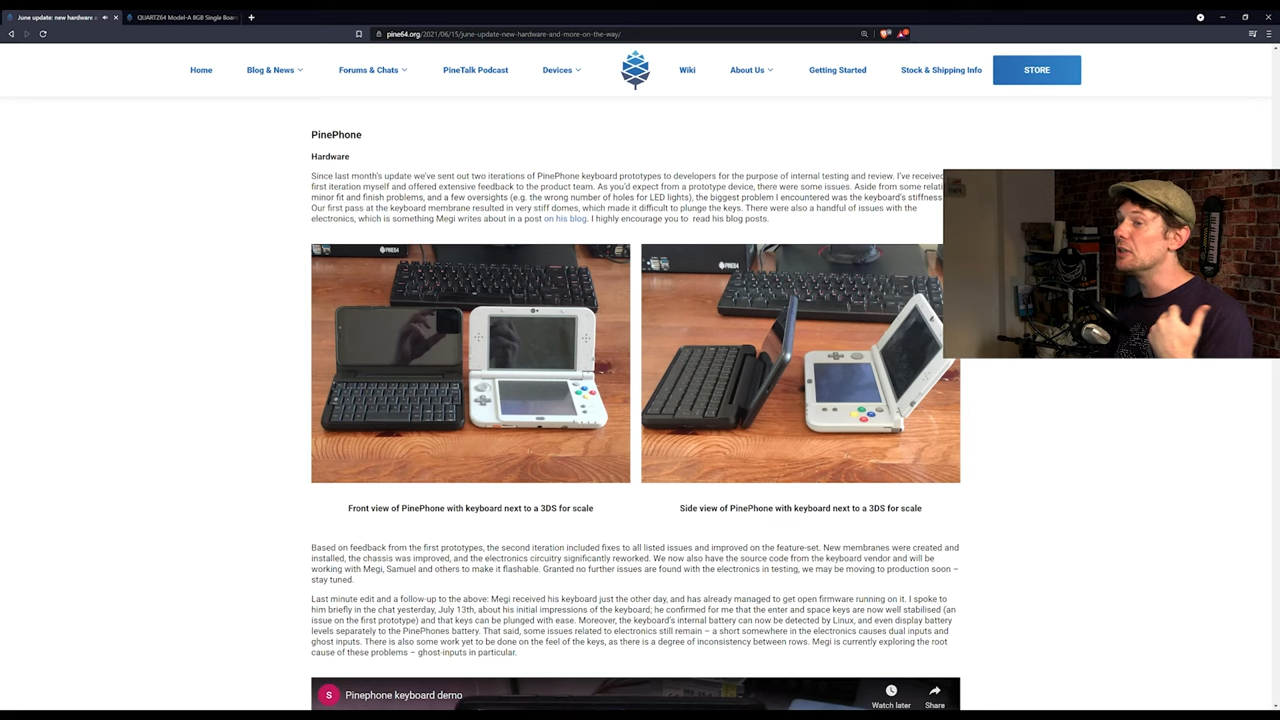 June update: new hardware a
QUARTZ64 Model-A 8GB Single Boar
pine64.org/2021/06/15/june-update-new-hardware-and-more-on-the-way/
Home
Blog & News
Forums & Chats
PineTalk Podcast
Devices
Wiki
About Us
Getting Started
Stock & Shipping Info
STORE
PinePhone
Hardware
Since last month's update we've sent out two iterations of PinePhone keyboard prototypes to developers for the purpose of internal testing and review. I've received
first iteration myself and offered extensive feedback to the product team. As you'd expect from a prototype device, there were some issues. Aside from some relati
minor fit and finish problems, and a few oversights (e.g. the wrong number of holes for LED lights), the biggest problem I encountered was the keyboard's stiffness
Our first pass at the keyboard membrane resulted in very stiff domes, which made it difficult to plunge the keys. There were also a handful of issues with the
electronics, which is something Megi writes about in a post on his blog. I highly encourage you to read his blog posts.
PINE64
PINE64
Front view of PinePhone with keyboard next to a 3DS for scale
Side view of PinePhone with keyboard next to a 3DS for scale
Based on feedback from the first prototypes, the second iteration included fixes to all listed issues and improved on the feature-set. New membranes were created and
installed, the chassis was improved, and the electronics circuitry significantly reworked. We now also have the source code from the keyboard vendor and will be
working with Megi, Samuel and others to make it flashable. Granted no further issues are found with the electronics in testing, we may be moving to production soon –
stay tuned.
Last minute edit and a follow-up to the above: Megi received his keyboard just the other day, and has already managed to get open firmware running on it. I spoke to
him briefly in the chat yesterday, July 13th, about his initial impressions of the keyboard; he confirmed for me that the enter and space keys are now well stabilised (an
issue on the first prototype) and that keys can be plunged with ease. Moreover, the keyboard's internal battery can now be detected by Linux, and even display battery
levels separately to the PinePhones battery. That said, some issues related to electronics still remain – a short somewhere in the electronics causes dual inputs and
ghost inputs. There is also some work yet to be done on the feel of the keys, as there is a degree of inconsistency between rows. Megi is currently exploring the root
cause of these problems – ghost-inputs in particular.
S
Pinephone keyboard demo
Watch later
Share